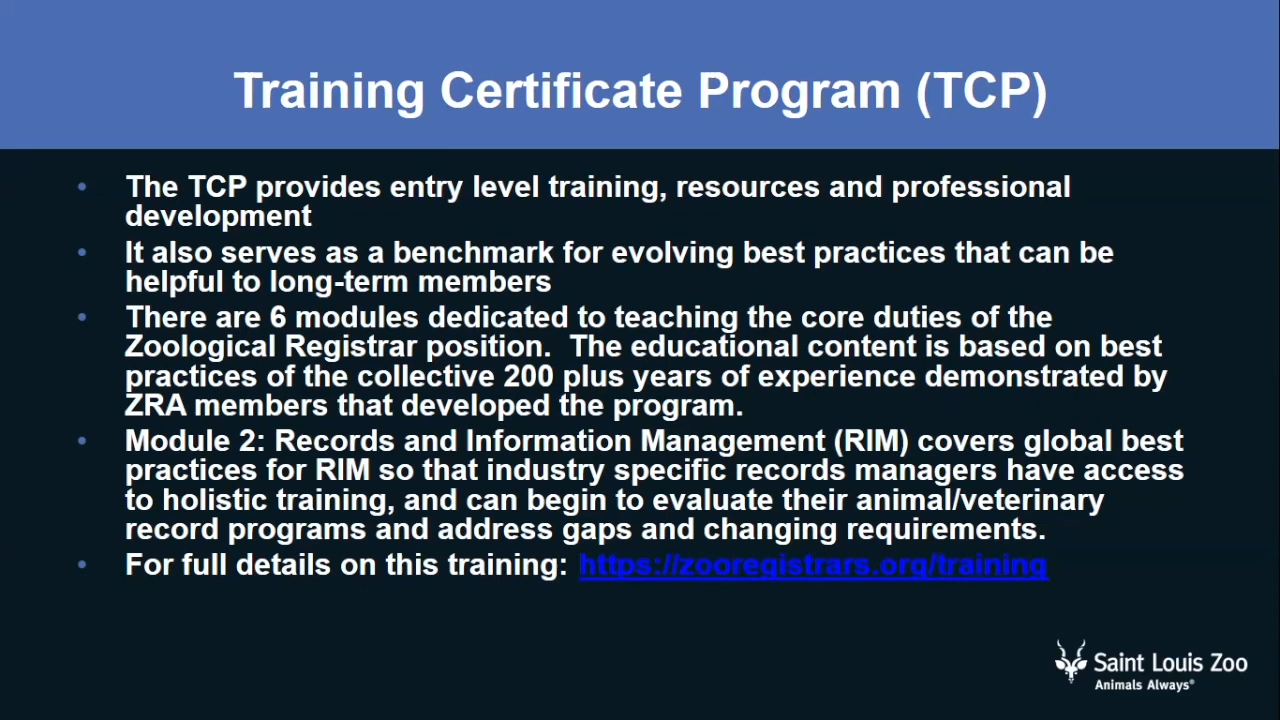 Training Certificate Program (TCP)
• The TCP provides entry level training, resources and professional
development
• It also serves as a benchmark for evolving best practices that can be
helpful to long-term members
• There are 6 modules dedicated to teaching the core duties of the
Zoological Registrar position.  The educational content is based on best
practices of the collective 200 plus years of experience demonstrated by
ZRA members that developed the program.
• Module 2: Records and Information Management (RIM) covers global best
practices for RIM so that industry specific records managers have access
to holistic training, and can begin to evaluate their animal/veterinary
record programs and address gaps and changing requirements.
• For full details on this training: https://zooregistrars.org/training
Saint Louis Zoo
Animals Always®